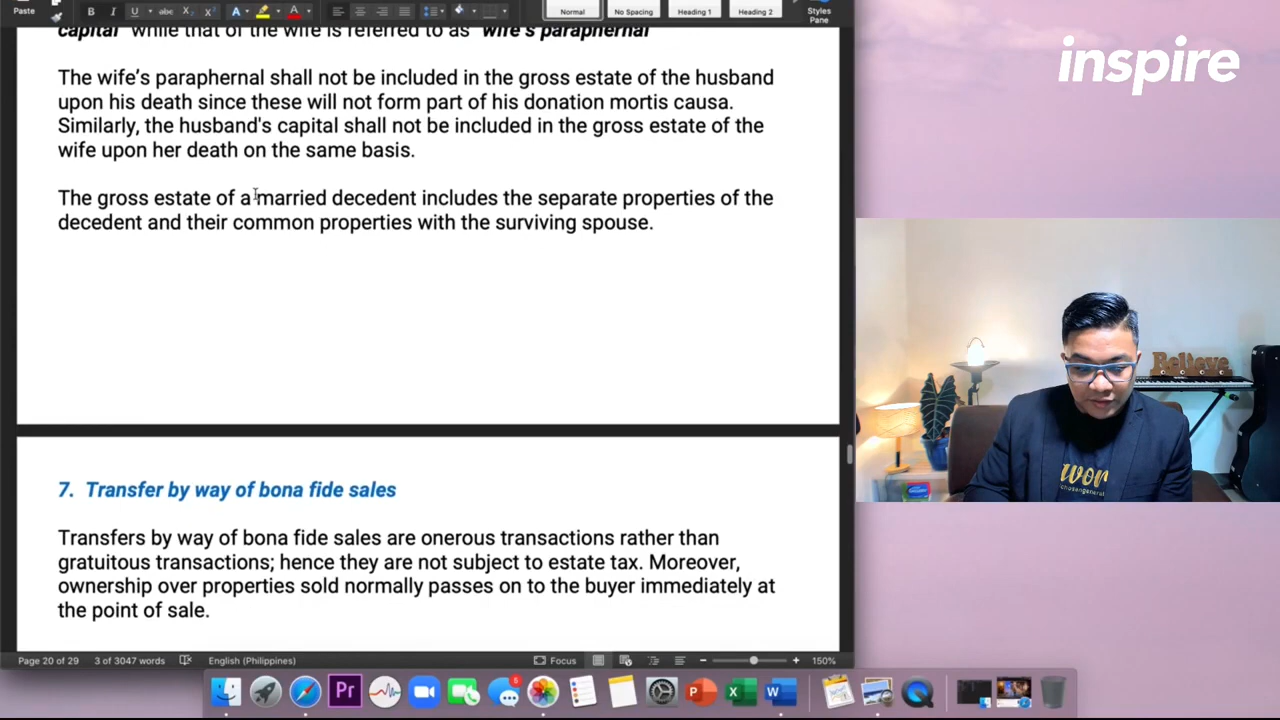 Paste
B I U abc X₂ X² A A
Normal
No Spacing
Heading 1
Heading 2
Styles
Pane
inspire
capital" while that of the wife is referred to as "wife's paraphernal"
The wife's paraphernal shall not be included in the gross estate of the husband
upon his death since these will not form part of his donation mortis causa.
Similarly, the husband's capital shall not be included in the gross estate of the
wife upon her death on the same basis.
The gross estate of a married decedent includes the separate properties of the
decedent and their common properties with the surviving spouse.
Believe
wor
chosengeneral
7. Transfer by way of bona fide sales
Transfers by way of bona fide sales are onerous transactions rather than
gratuitous transactions; hence they are not subject to estate tax. Moreover,
ownership over properties sold normally passes on to the buyer immediately at
the point of sale.
Page 20 of 29
3 of 3047 words
English (Philippines)
Focus
150%
Pr
6
P
X
W